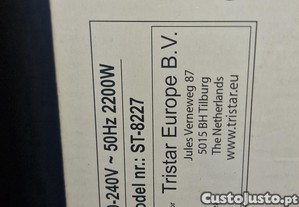 0-240V ~ 50Hz 2200W
odel nr.: ST-8227
or
Tristar Europe B.V.
Jules Verneweg 87
5015 BH Tilburg
The Netherlands
www.tristar.eu
CustoJusto.pt